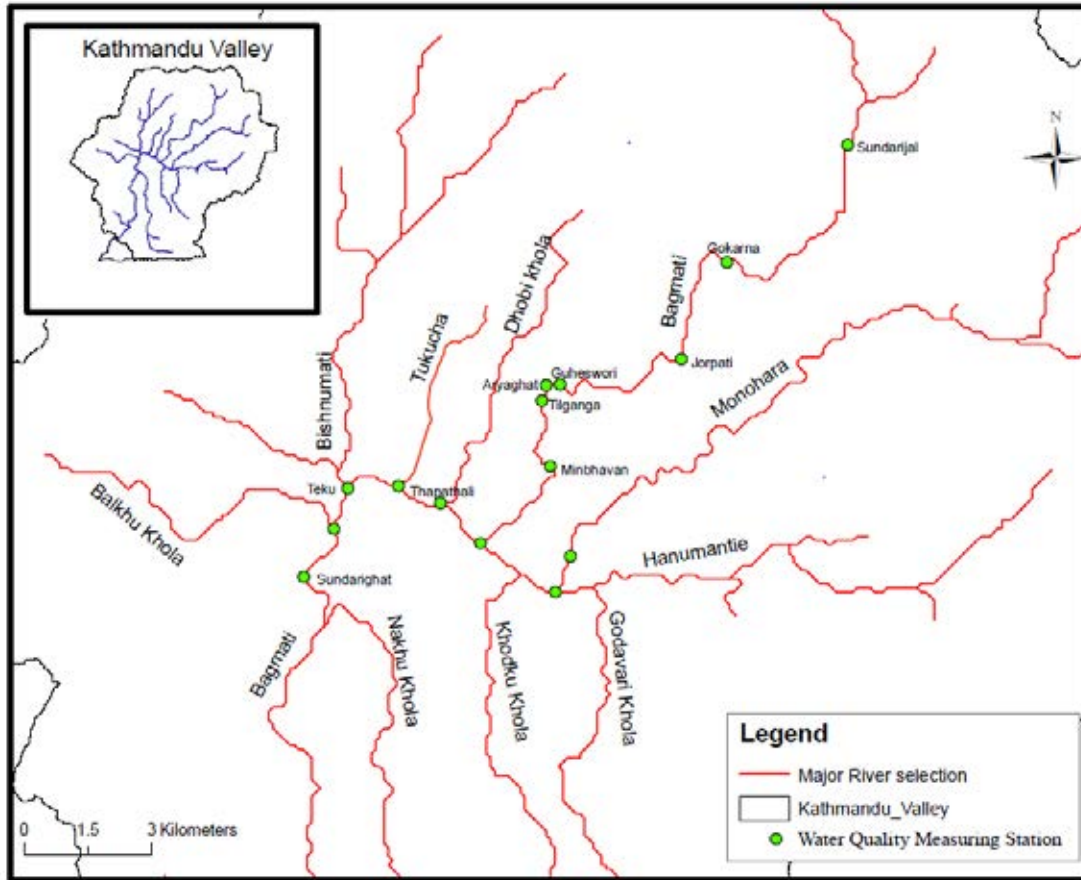 Kathmandu Valley
N
Sundarijal
Gokarna
Bagmati
Dhobi khola
Tukucha
Jorpati
Guheswori
Aryaghat
Tilganga
Monohara
Bishnumati
Minbhavan
Teku
Thapathali
Balkhu Khola
Hanumantie
Sundarighat
Bagmati
Nakhu Khola
Khodku Khola
Godavari Khola
Legend
Major River selection
Kathmandu_Valley
Water Quality Measuring Station
0 1.5 3 Kilometers